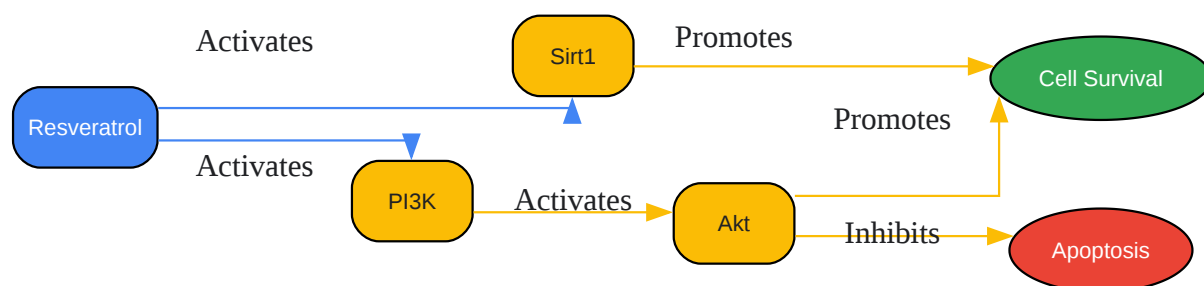 Activates
Sirt1
Promotes
Cell Survival
Resveratrol
Promotes
Activates
PI3K
Activates
Akt
Inhibits
Apoptosis